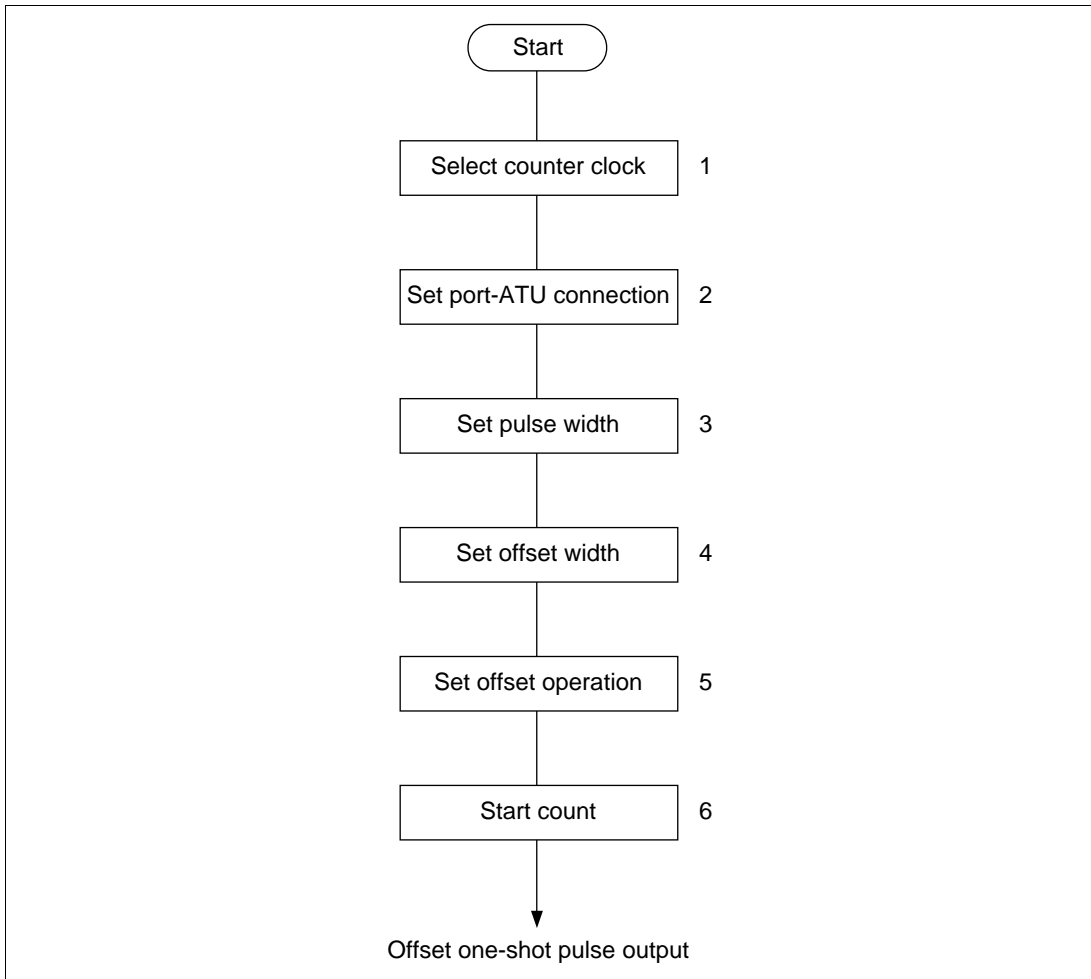 Start
Select counter clock 1
Set port-ATU connection 2
Set pulse width 3
Set offset width 4
Set offset operation 5
Start count 6
Offset one-shot pulse output